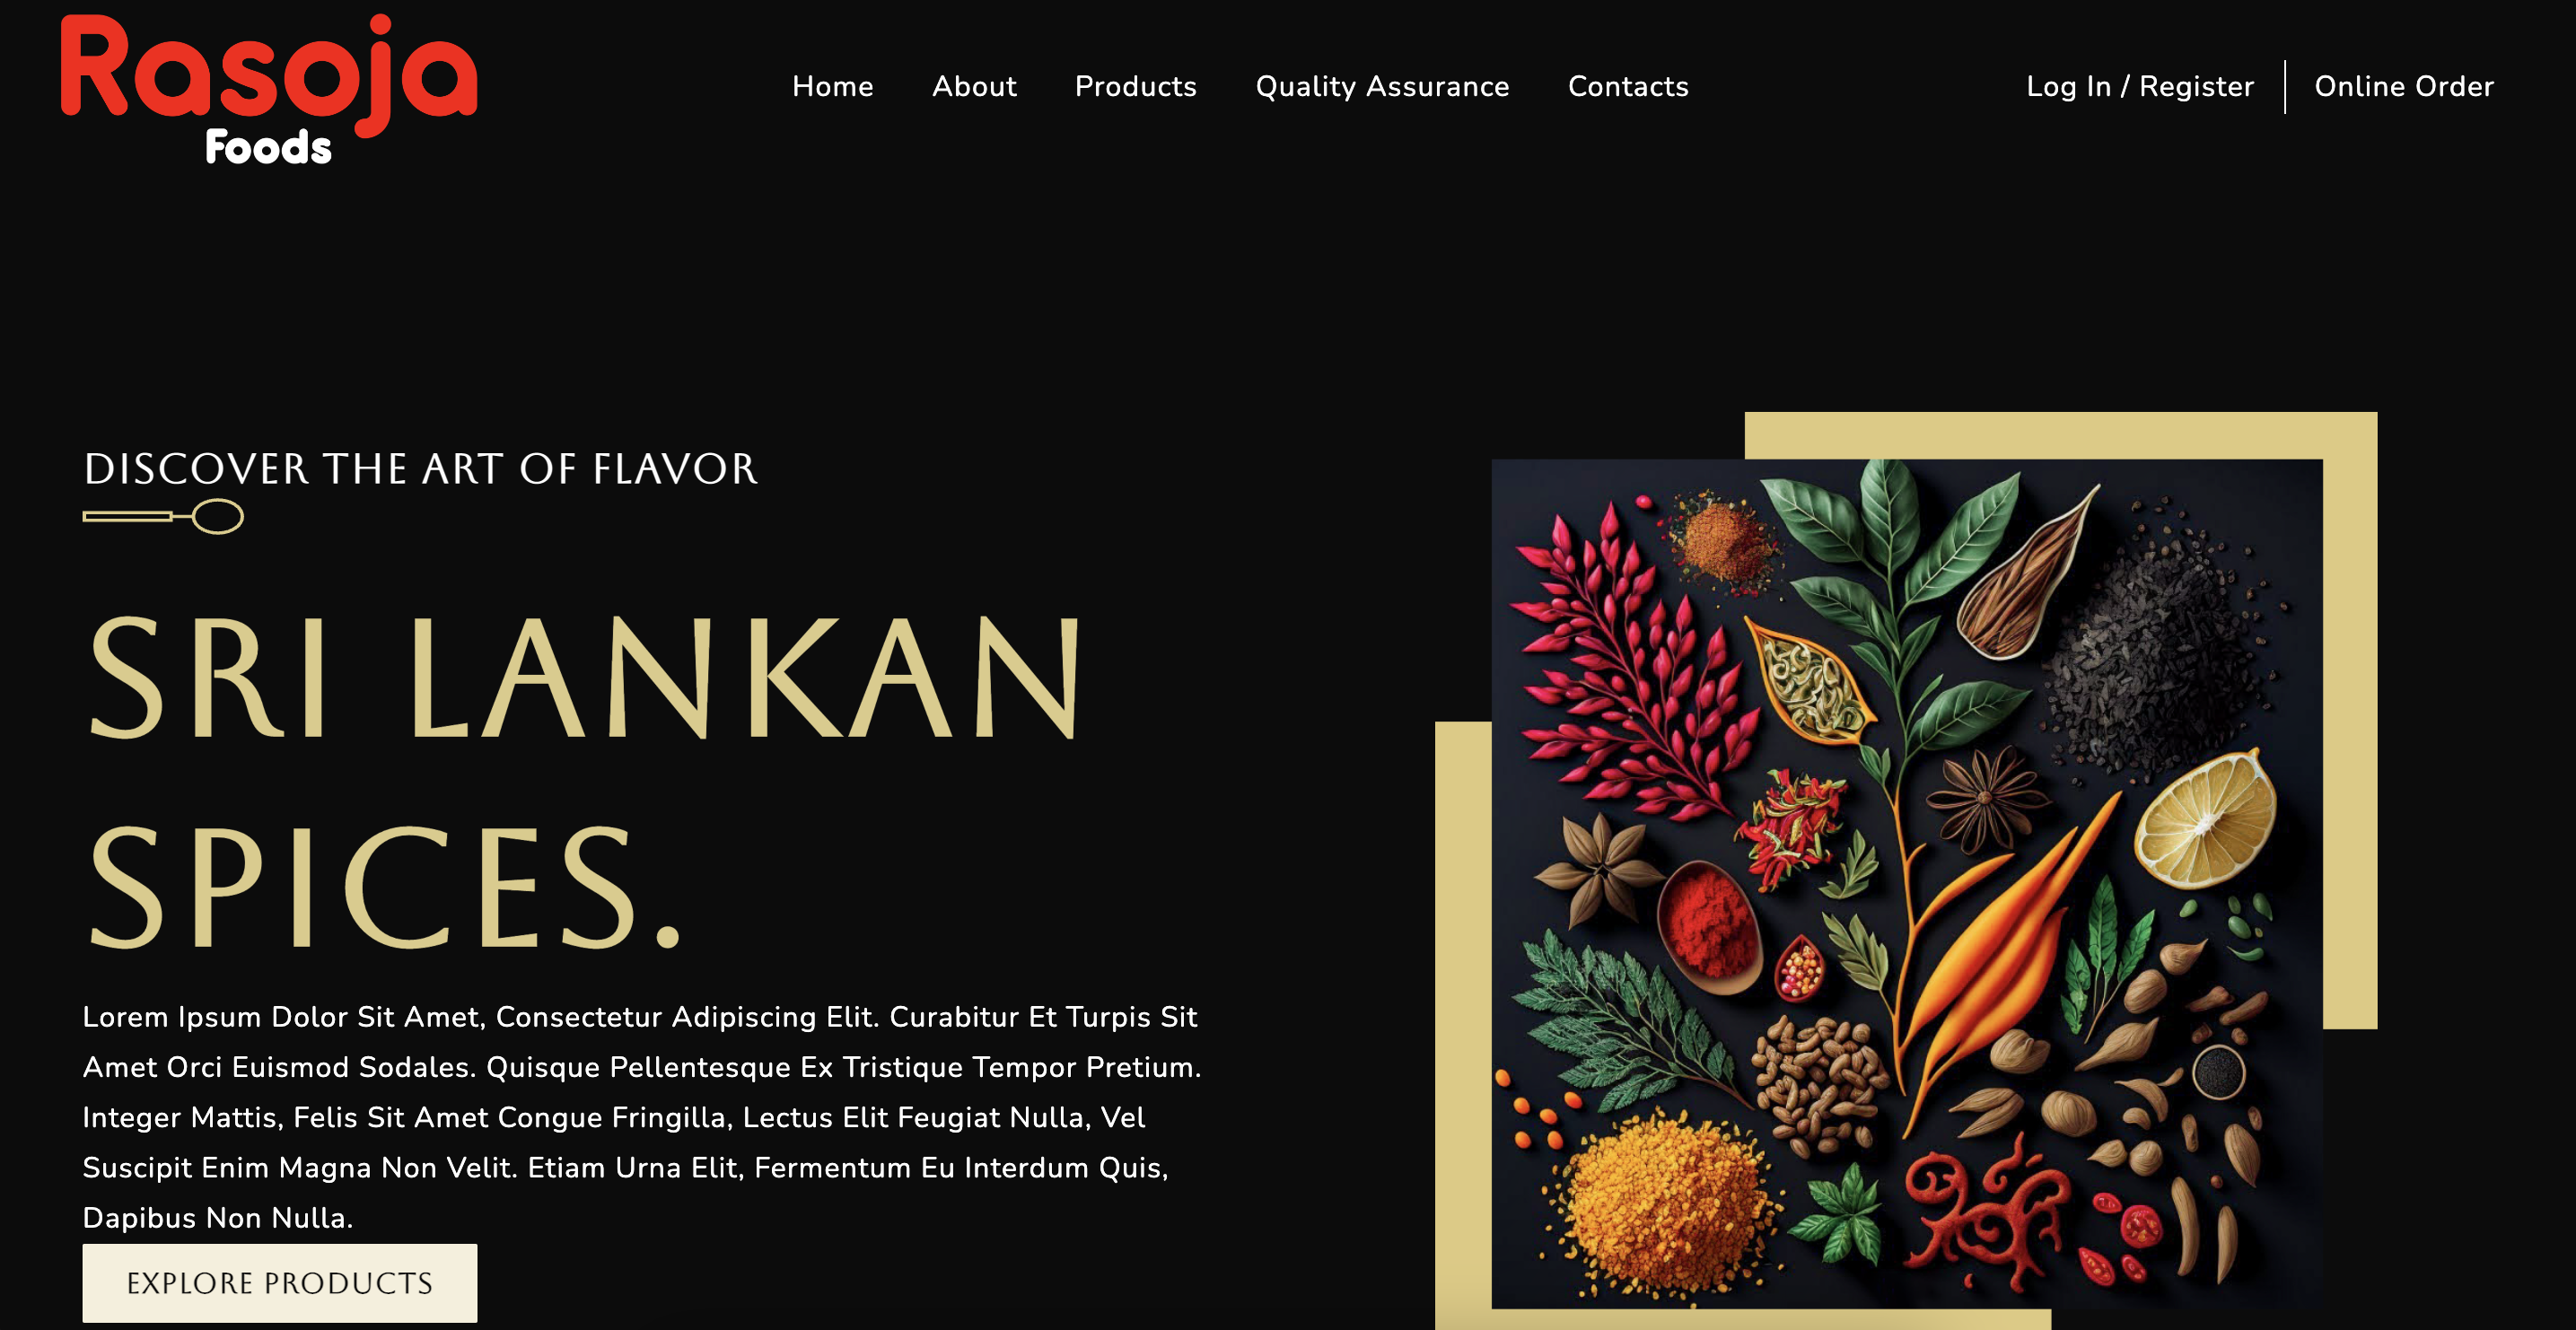 Rasoja
Foods
Home
About
Products
Quality Assurance
Contacts
Log In / Register
Online Order
DISCOVER THE ART OF FLAVOR
SRI LANKAN
SPICES.
Lorem Ipsum Dolor Sit Amet, Consectetur Adipiscing Elit. Curabitur Et Turpis Sit
Amet Orci Euismod Sodales. Quisque Pellentesque Ex Tristique Tempor Pretium.
Integer Mattis, Felis Sit Amet Congue Fringilla, Lectus Elit Feugiat Nulla, Vel
Suscipit Enim Magna Non Velit. Etiam Urna Elit, Fermentum Eu Interdum Quis,
Dapibus Non Nulla.
EXPLORE PRODUCTS